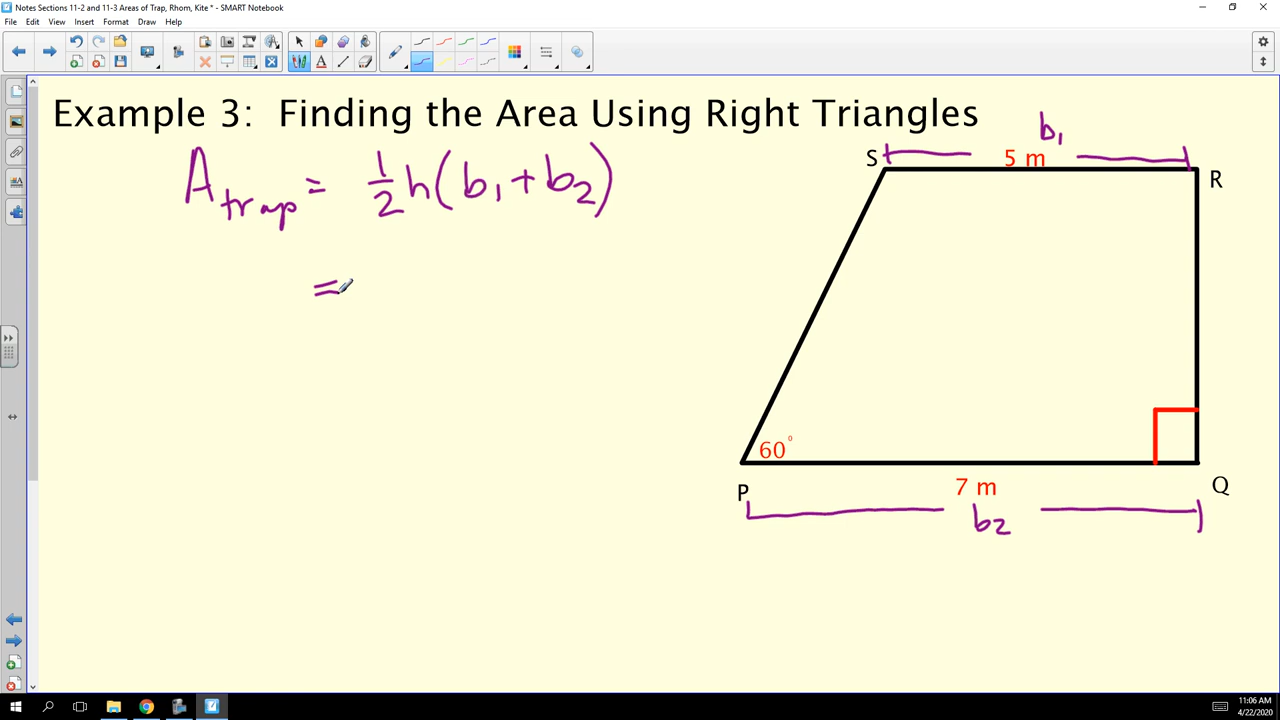 Notes Sections 11-2 and 11-3 Areas of Trap, Rhom, Kite * - SMART Notebook
File Edit View Insert Format Draw Help
Example 3: Finding the Area Using Right Triangles
A trap = 1/2 h(b₁ + b₂)
=
b₁
S 5 m R
60°
P 7 m Q
b₂
11:06 AM
4/22/2020